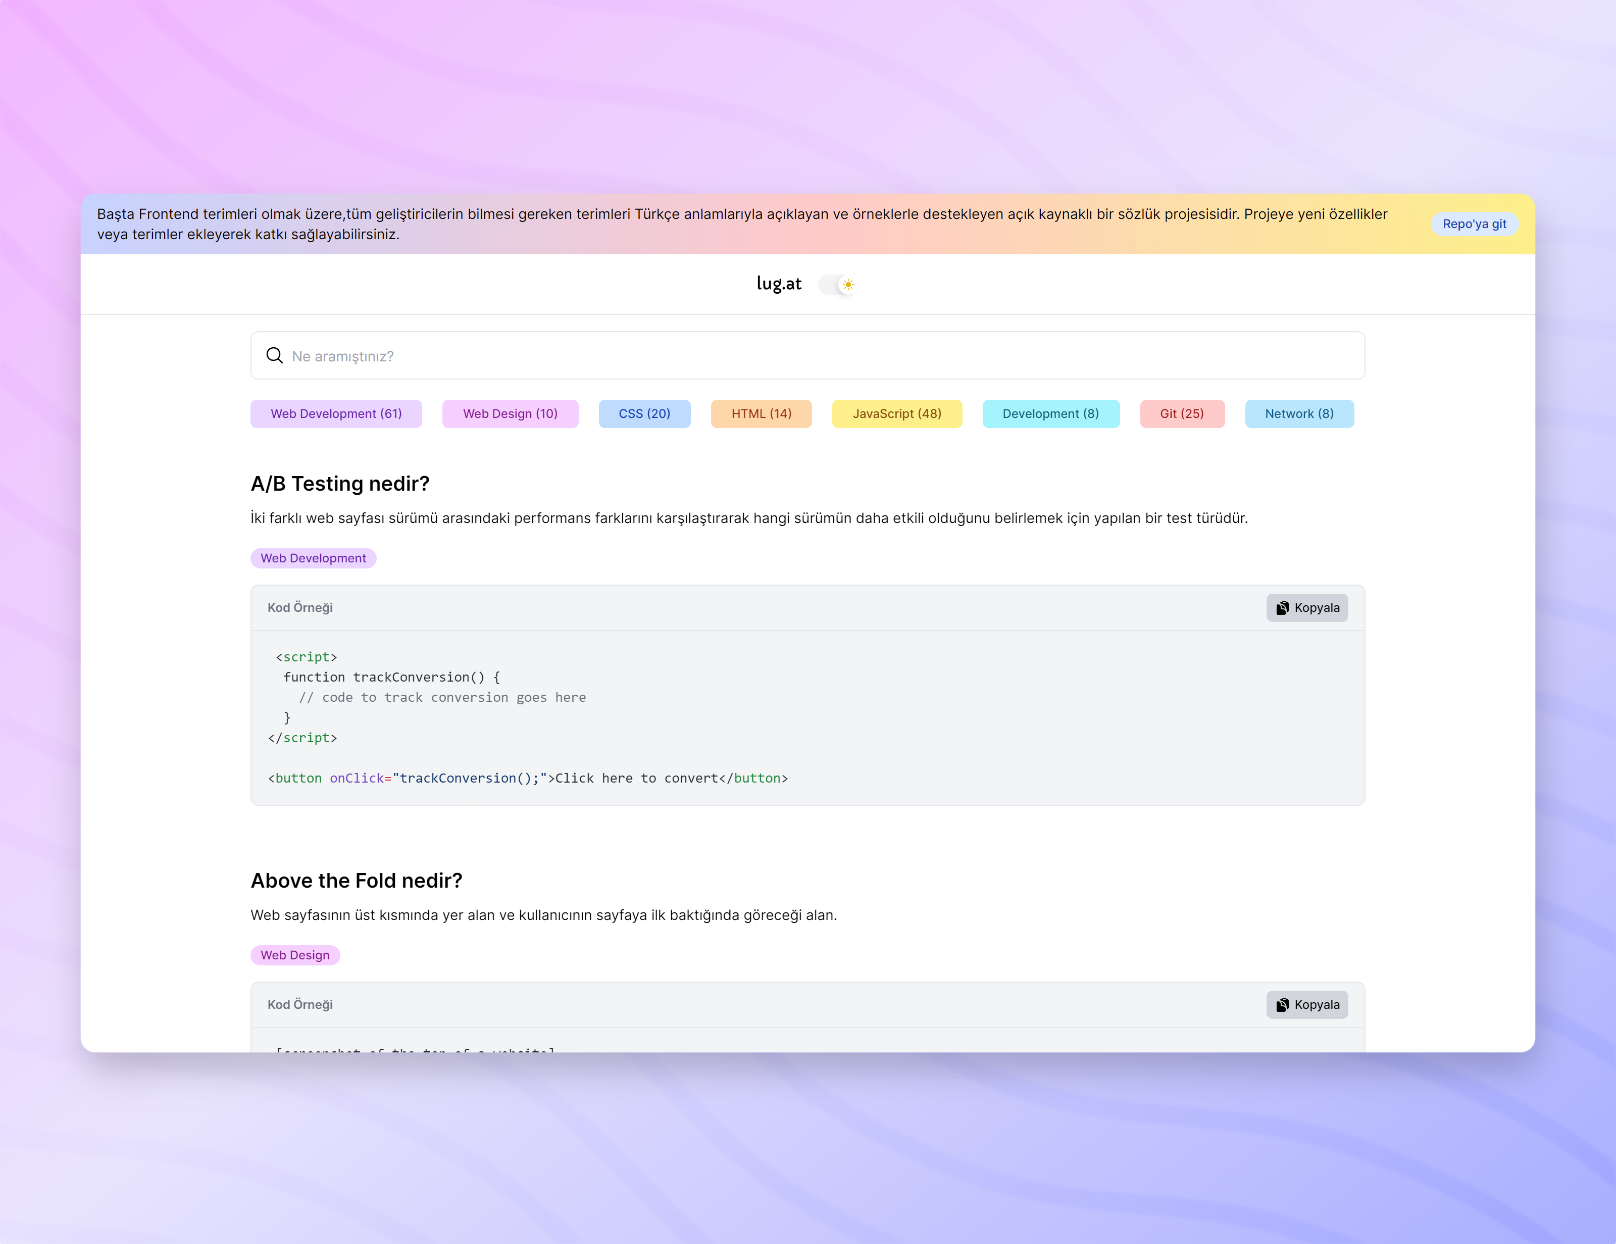 Başta Frontend terimleri olmak üzere,tüm geliştiricilerin bilmesi gereken terimleri Türkçe anlamlarıyla açıklayan ve örneklerle destekleyen açık kaynaklı bir sözlük projesisidir. Projeye yeni özellikler
veya terimler ekleyerek katkı sağlayabilirsiniz.
Repo'ya git
lug.at
Ne aramıştınız?
Web Development (61) Web Design (10) CSS (20) HTML (14) JavaScript (48) Development (8) Git (25) Network (8)
A/B Testing nedir?
İki farklı web sayfası sürümü arasındaki performans farklarını karşılaştırarak hangi sürümün daha etkili olduğunu belirlemek için yapılan bir test türüdür.
Web Development
Kod Örneği Kopyala
<script>
function trackConversion() {
// code to track conversion goes here
}
</script>
<button onClick="trackConversion();">Click here to convert</button>
Above the Fold nedir?
Web sayfasının üst kısmında yer alan ve kullanıcının sayfaya ilk baktığında göreceği alan.
Web Design
Kod Örneği Kopyala
[screenshot of the top of a website]